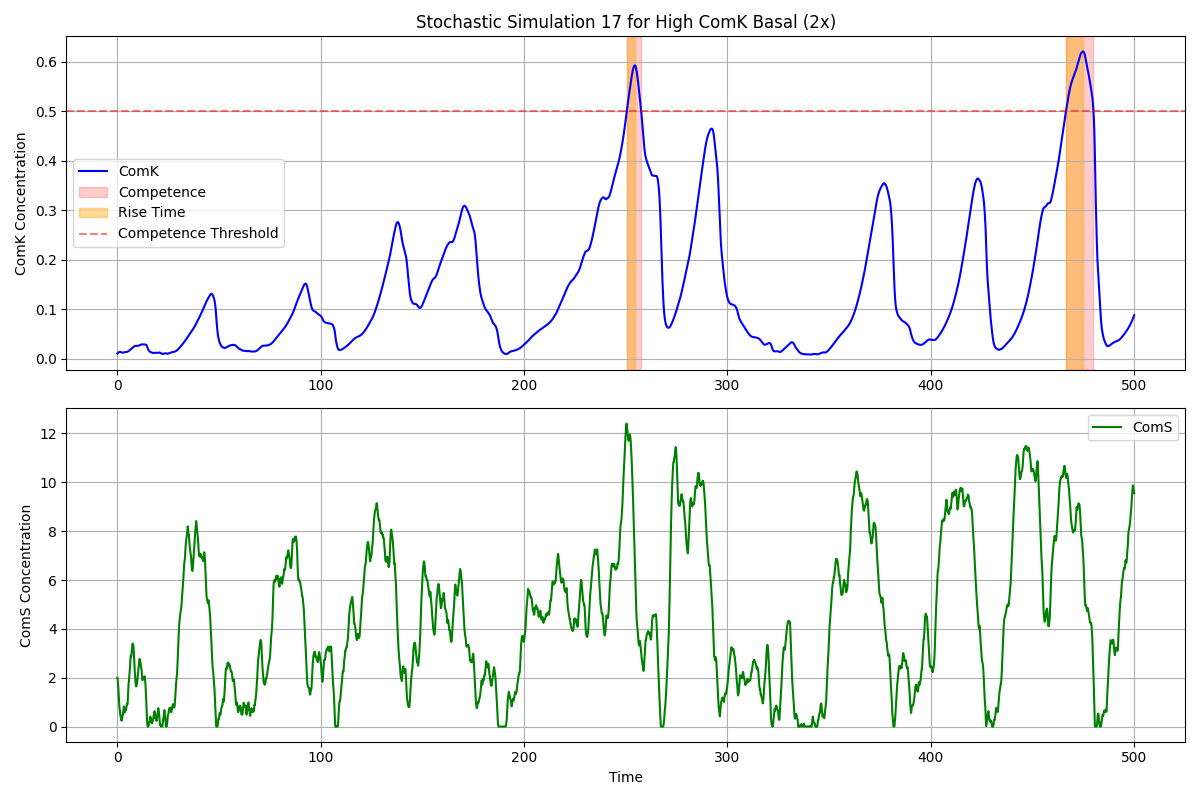 Stochastic Simulation 17 for High ComK Basal (2x)
ComK Concentration
0.6
0.5
0.4
0.3
0.2
0.1
0.0
ComK
Competence
Rise Time
Competence Threshold
0 100 200 300 400 500
ComS Concentration
12
10
8
6
4
2
0
ComS
0 100 200 300 400 500
Time